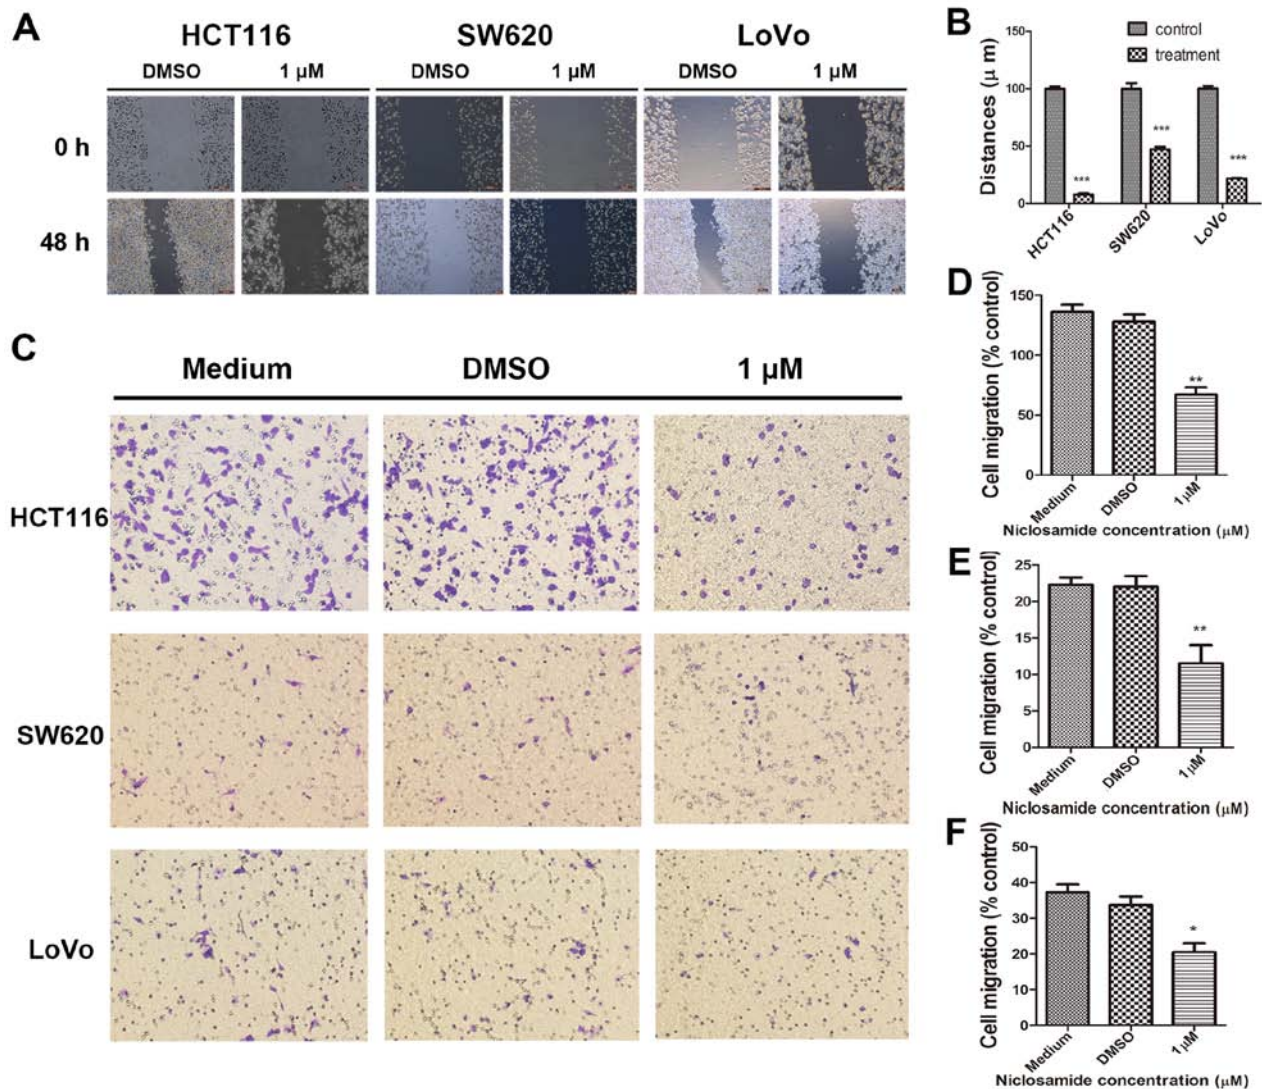 A
HCT116 SW620 LoVo
DMSO 1 µM DMSO 1 µM DMSO 1 µM
0 h
48 h
B
Distances (µ m)
150
100
50
0
control
treatment
***
***
***
HCT116 SW620 LoVo
C
Medium DMSO 1 µM
HCT116
SW620
LoVo
D
Cell migration (% control)
150
100
50
0
**
Medium DMSO 1 µM
Niclosamide concentration (µM)
E
Cell migration (% control)
25
20
15
10
5
0
**
Medium DMSO 1 µM
Niclosamide concentration (µM)
F
Cell migration (% control)
50
40
30
20
10
0
*
Medium DMSO 1 µM
Niclosamide concentration (µM)